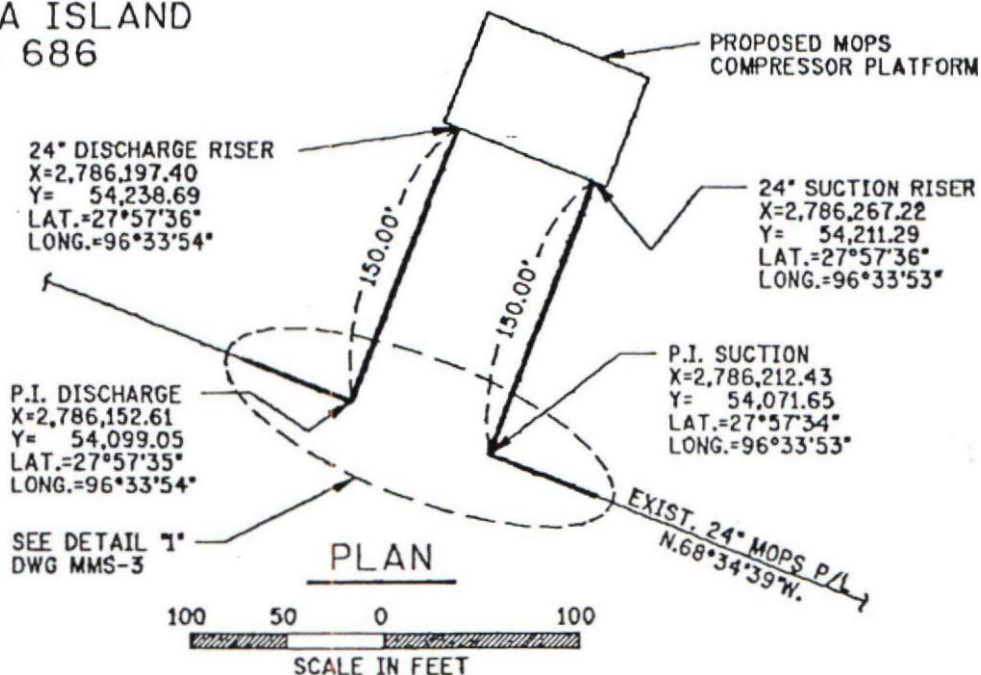 A ISLAND
686
PROPOSED MOPS
COMPRESSOR PLATFORM
24" DISCHARGE RISER
X=2,786,197.40
Y= 54,238.69
LAT.=27°57'36"
LONG.=96°33'54"
24" SUCTION RISER
X=2,786,267.22
Y= 54,211.29
LAT.=27°57'36"
LONG.=96°33'53"
150.00'
150.00'
P.I. DISCHARGE
X=2,786,152.61
Y= 54,099.05
LAT.=27°57'35"
LONG.=96°33'54"
P.I. SUCTION
X=2,786,212.43
Y= 54,071.65
LAT.=27°57'34"
LONG.=96°33'53"
SEE DETAIL "1"
DWG MMS-3
EXIST. 24" MOPS P/L
N.68°34'39"W.
PLAN
100 50 0 100
SCALE IN FEET